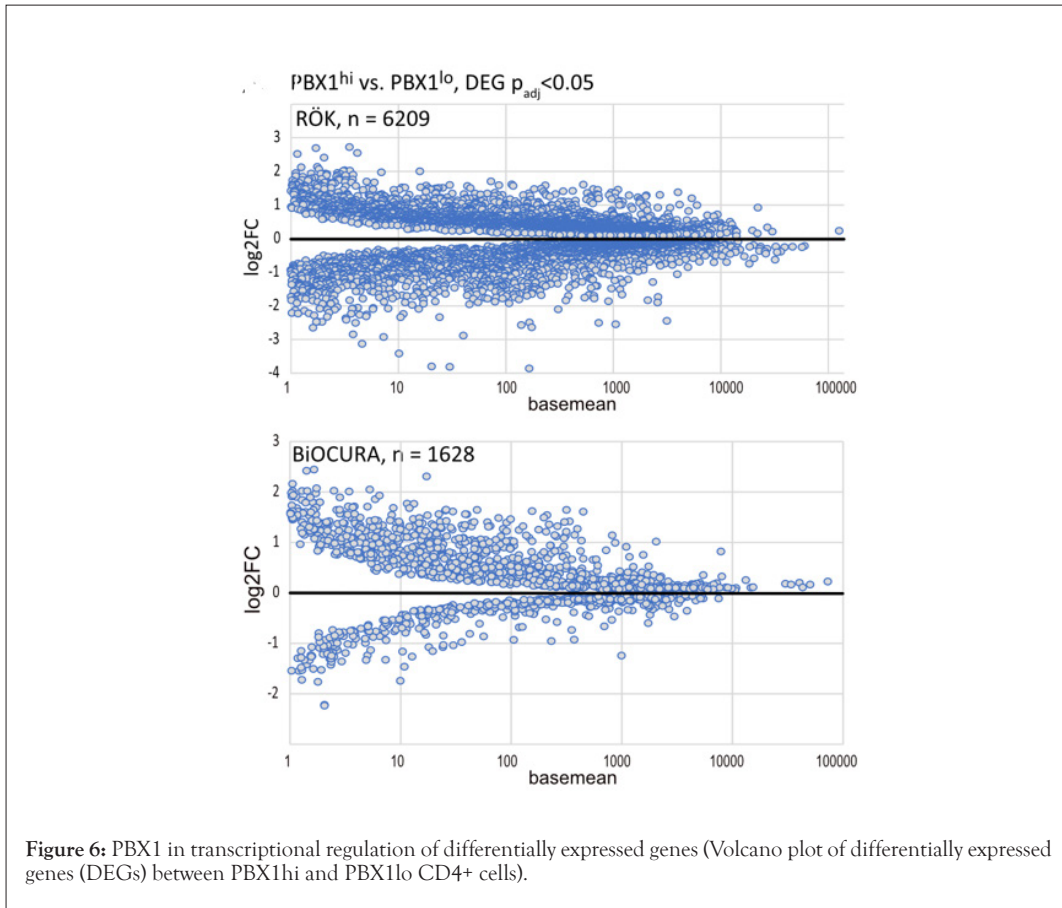 PBX1hi vs. PBX1lo, DEG padj<0.05
RÖK, n = 6209
3
2
1
0
-1
-2
-3
-4
log2FC
1 10 100 1000 10000 100000
basemean
BiOCURA, n = 1628
3
2
1
0
-1
-2
log2FC
1 10 100 1000 10000 100000
basemean
Figure 6: PBX1 in transcriptional regulation of differentially expressed genes (Volcano plot of differentially expressed
genes (DEGs) between PBX1hi and PBX1lo CD4+ cells).